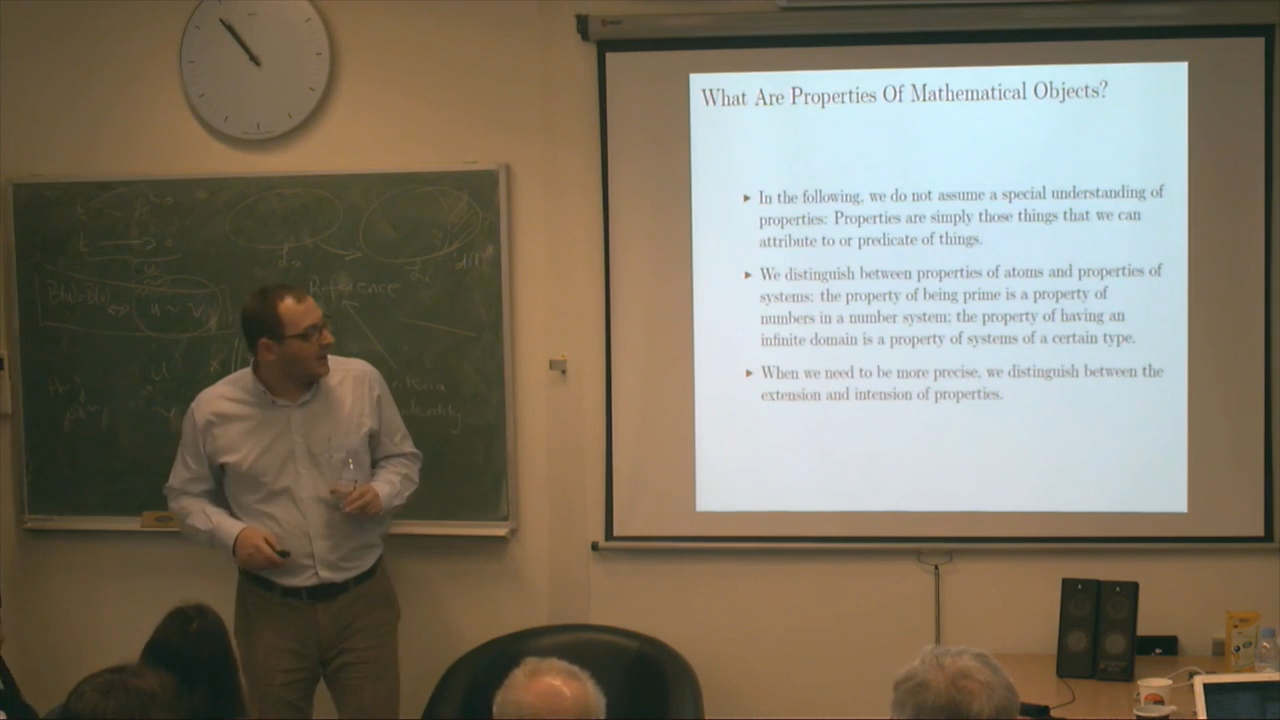 What Are Properties Of Mathematical Objects?
▸ In the following, we do not assume a special understanding of
properties: Properties are simply those things that we can
attribute to or predicate of things.
▸ We distinguish between properties of atoms and properties of
systems: the property of being prime is a property of
numbers in a number system; the property of having an
infinite domain is a property of systems of a certain type.
▸ When we need to be more precise, we distinguish between the
extension and intension of properties.
Reference
u ~ v
U